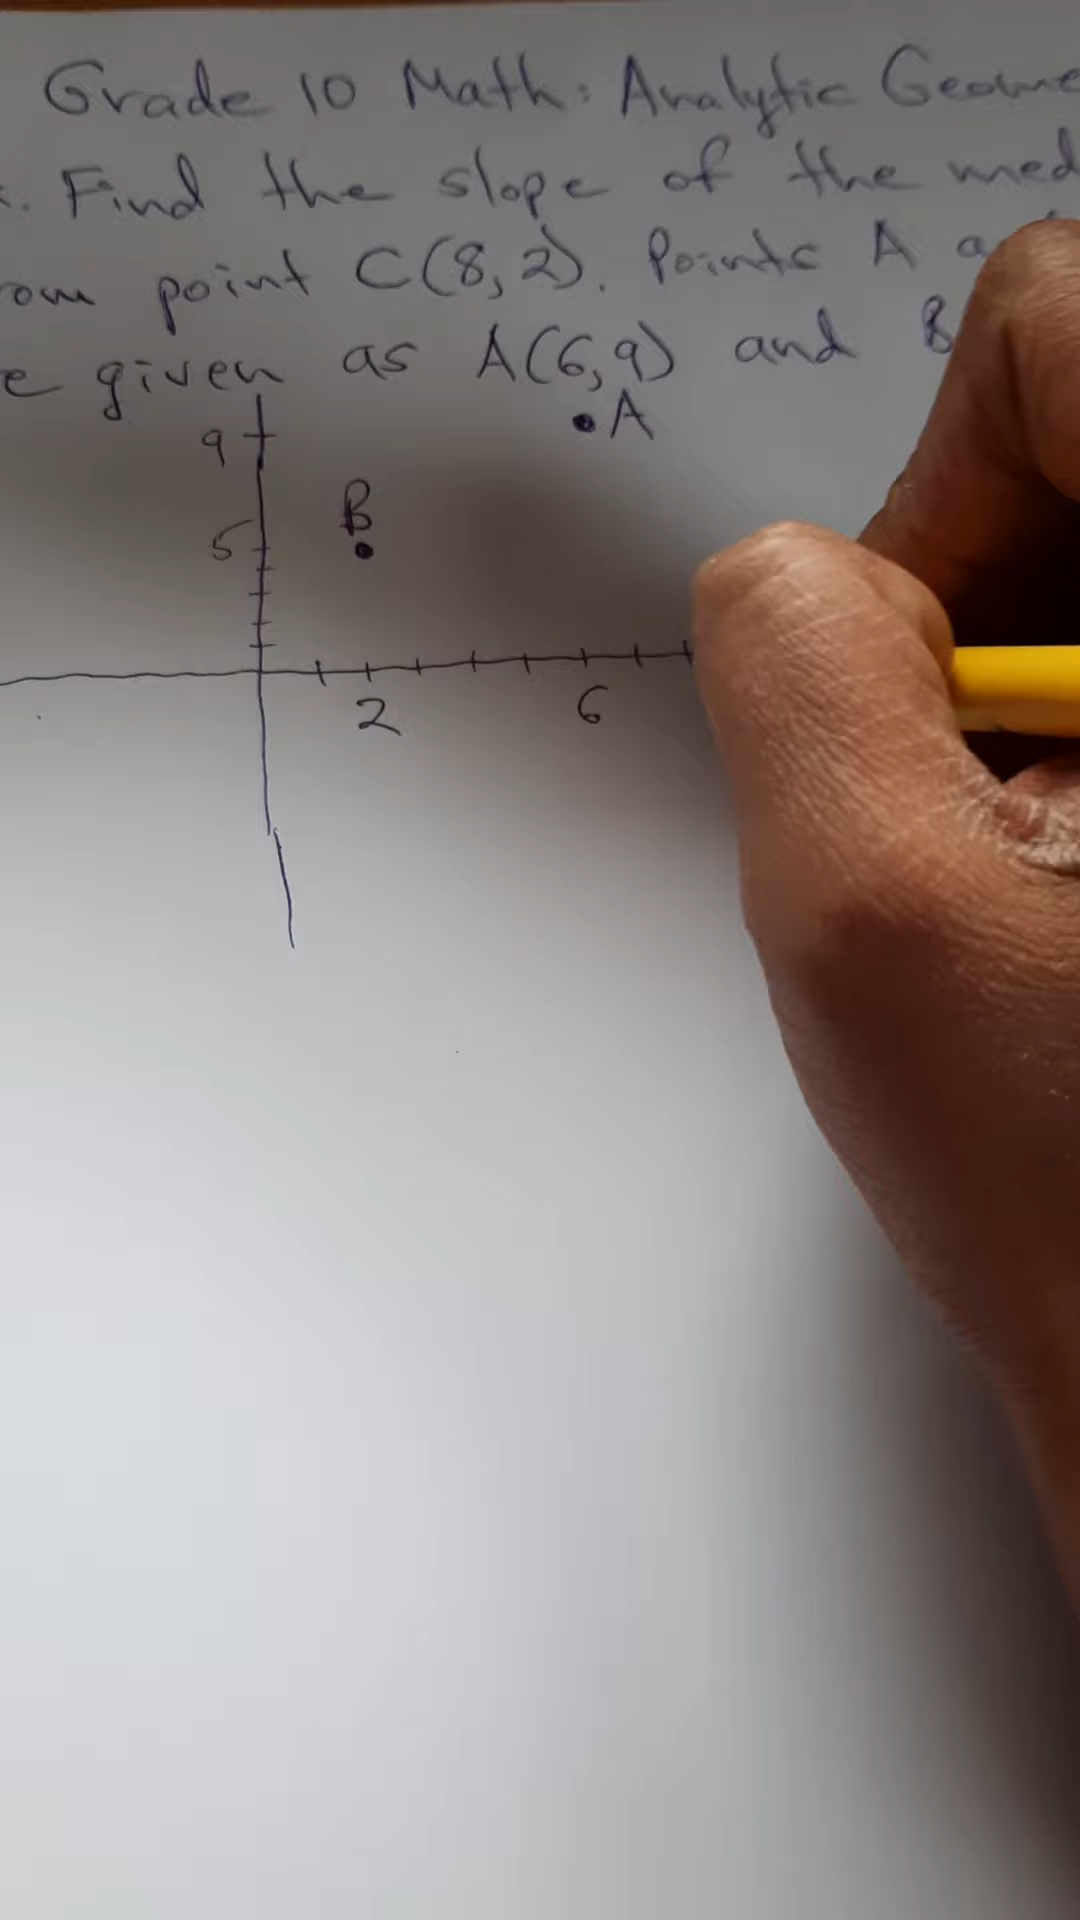 Grade 10 Math: Analytic Geome
Find the slope of the med
om point C(8,2). Points A a
e given as A(6,9) and B
A
9
B
5
2 6